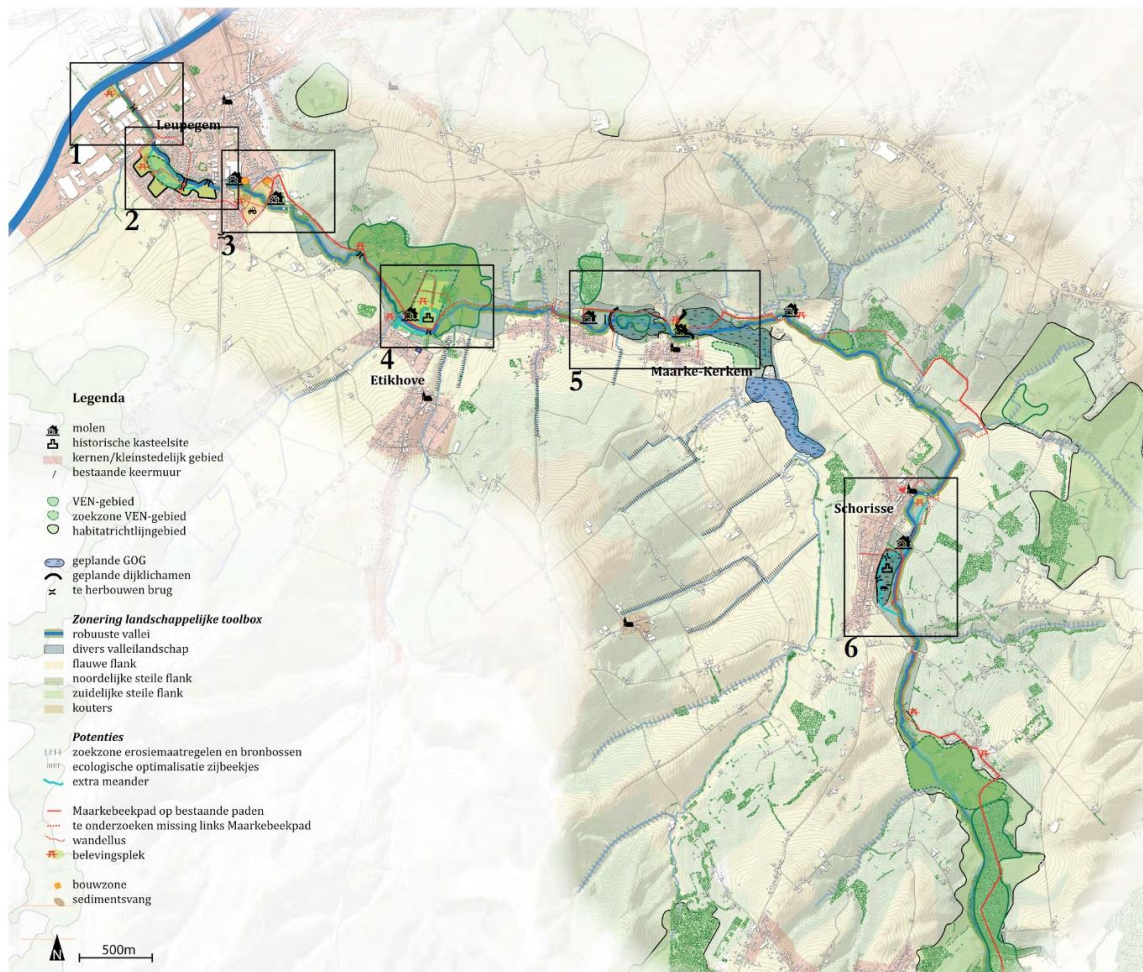 Leupegem
1
2
3
4
5
Etikhove
Maarke-Kerkem
Schorisse
6
Legenda
molen
historische kasteelsite
kernen/kleinstedelijk gebied
bestaande keermuur
VEN-gebied
zoekzone VEN-gebied
habitatrichtlijngebied
geplande GOG
geplande dijklichamen
te herbouwen brug
Zonering landschappelijke toolbox
robuuste vallei
divers valleilandschap
flauwe flank
noordelijke steile flank
zuidelijke steile flank
kouters
Potenties
zoekzone erosiemaatregelen en bronbossen
ecologische optimalisatie zijbeekjes
extra meander
Maarkebeekpad op bestaande paden
te onderzoeken missing links Maarkebeekpad
wandellus
belevingsplek
bouwzone
sedimentsvang
N
500m